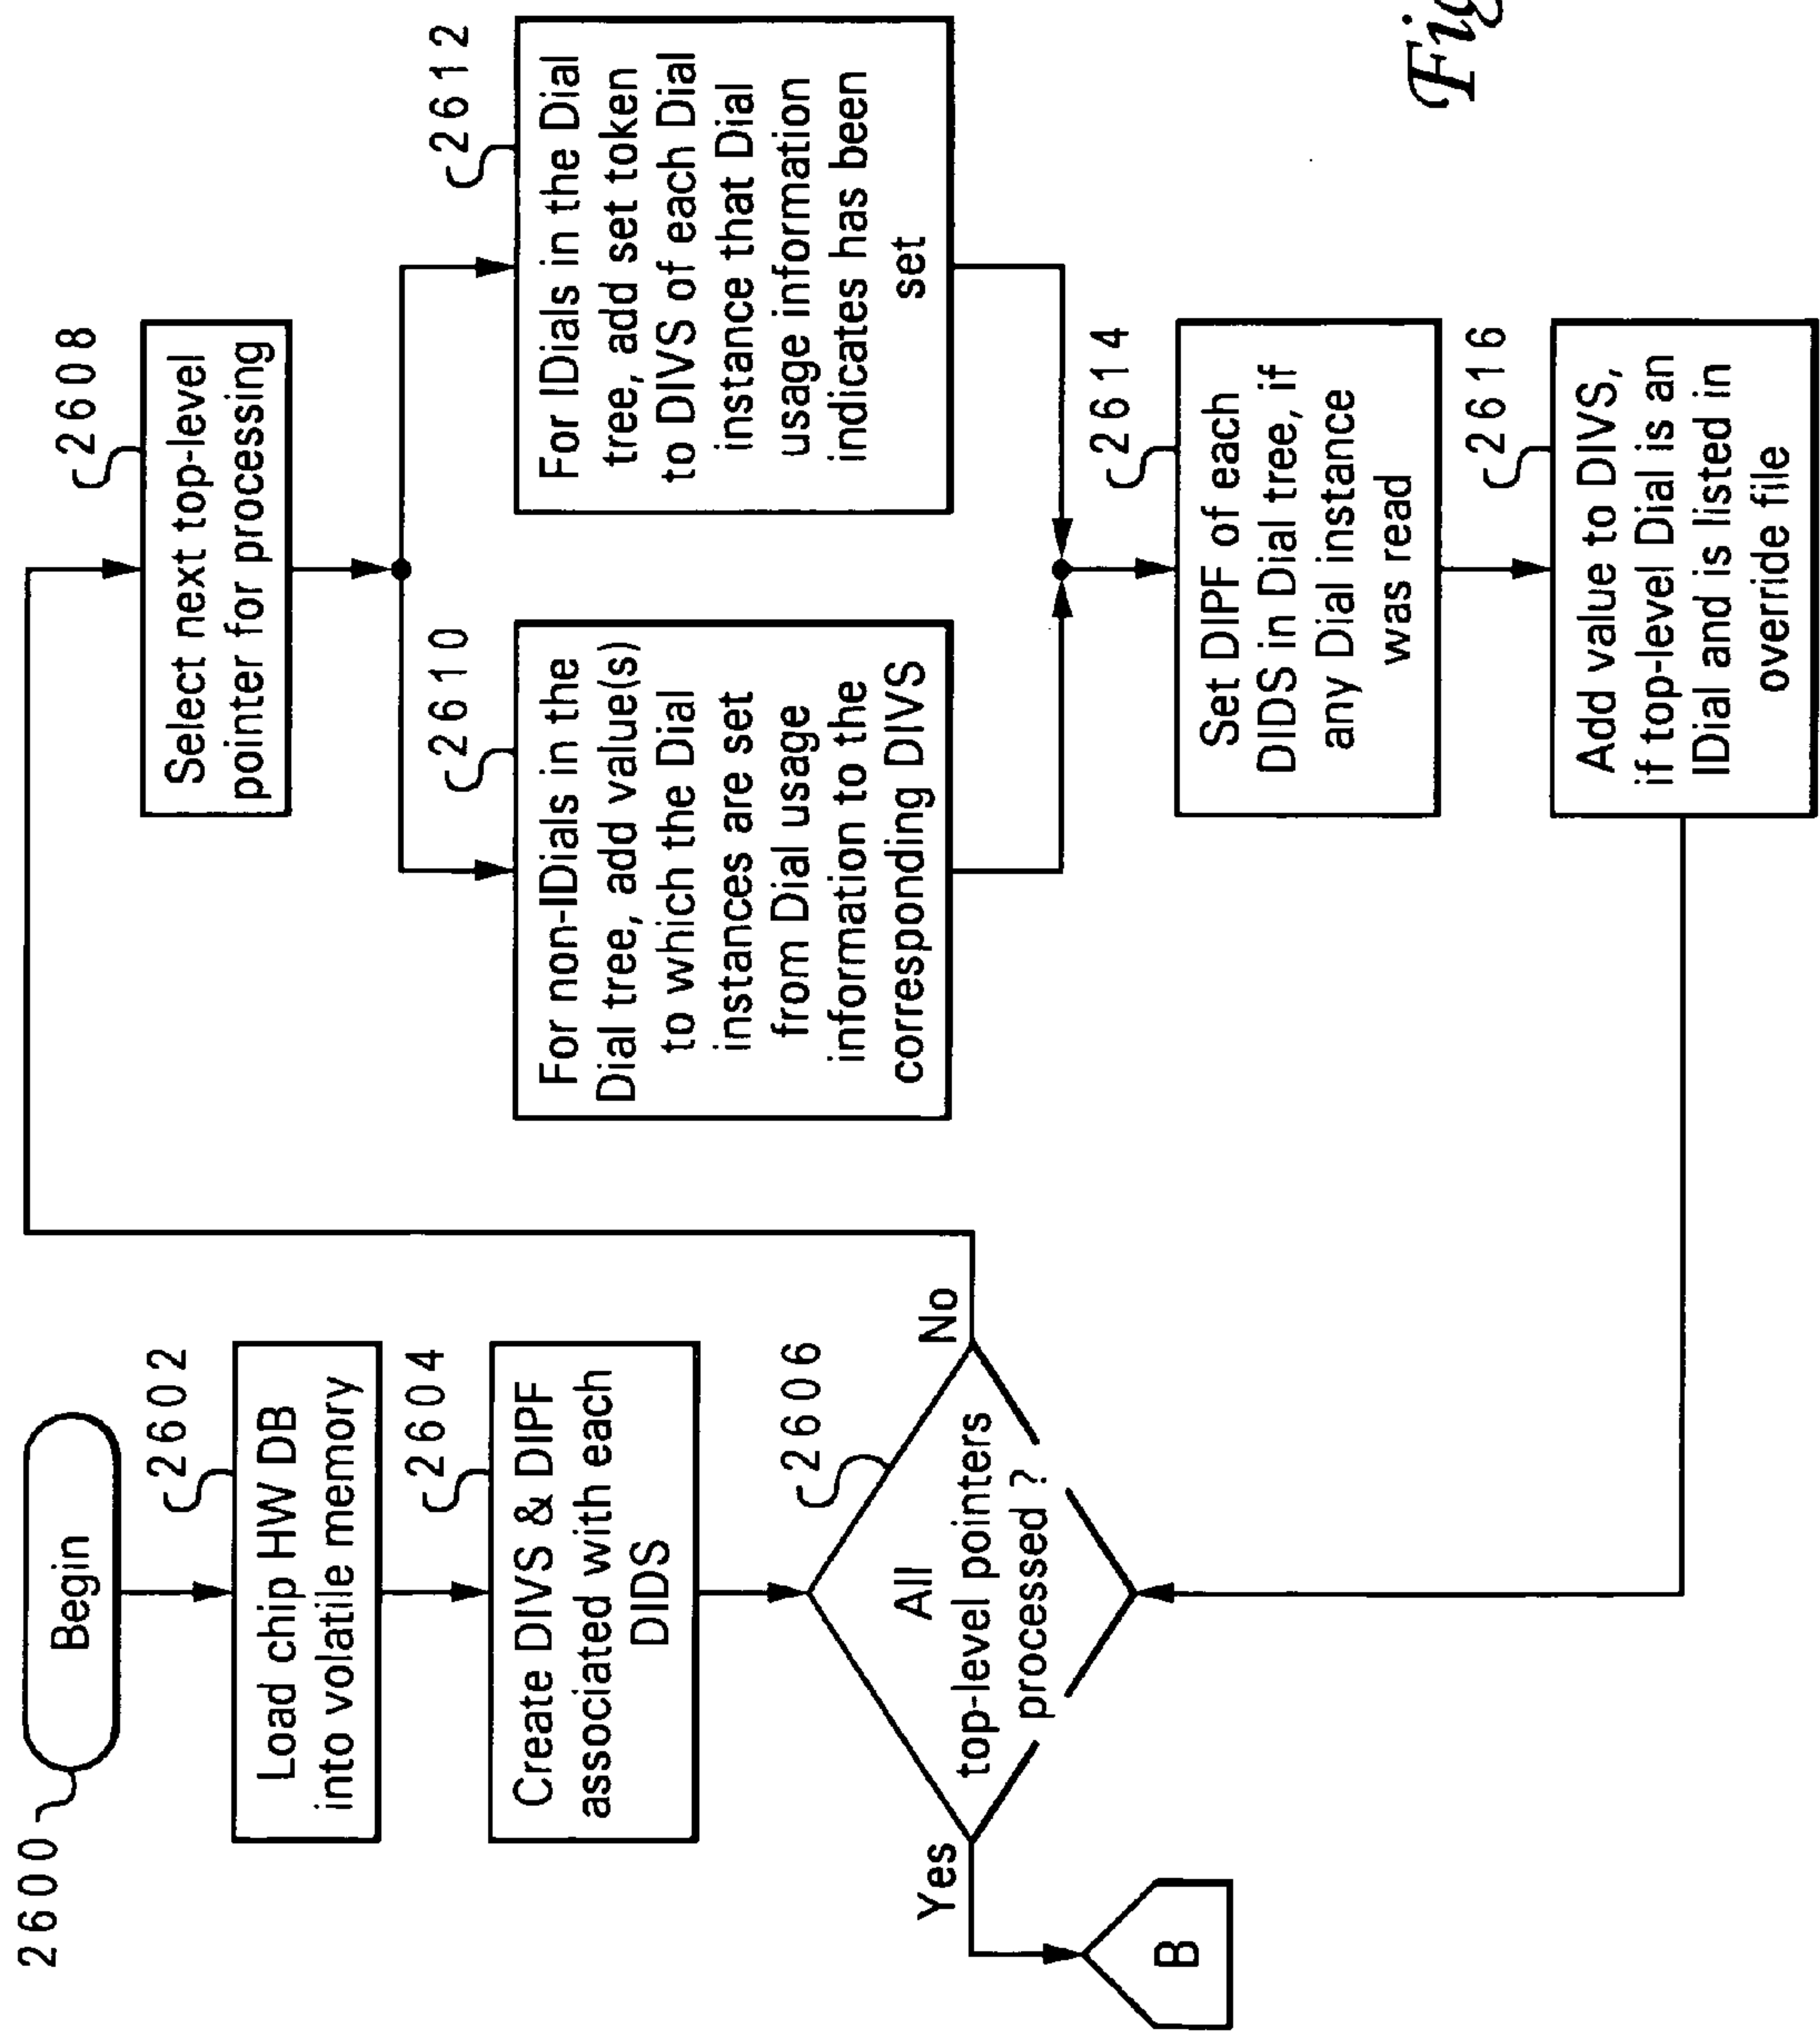 2600
Begin
2602
Load chip HW DB
into volatile memory
2604
Create DIVS & DIPF
associated with each
DIDS
2606
All
top-level pointers
processed ?
Yes
No
B
2608
Select next top-level
pointer for processing
2610
For non-IDials in the
Dial tree, add value(s)
to which the Dial
instances are set
from Dial usage
information to the
corresponding DIVS
2612
For IDials in the Dial
tree, add set token
to DIVS of each Dial
instance that Dial
usage information
indicates has been
set
2614
Set DIPF of each
DIDS in Dial tree, if
any Dial instance
was read
2616
Add value to DIVS,
if top-level Dial is an
IDial and is listed in
override file
Fig